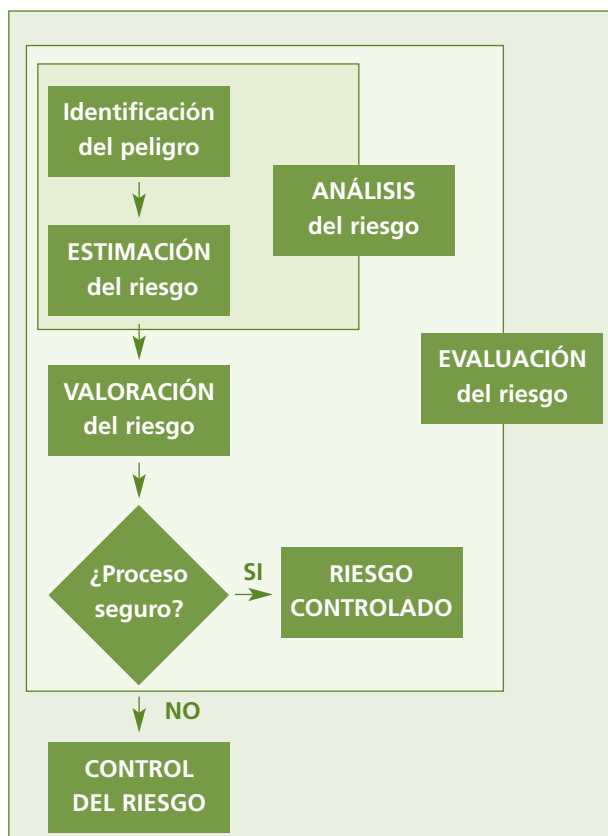 Identificación
del peligro
ANÁLISIS
del riesgo
ESTIMACIÓN
del riesgo
EVALUACIÓN
del riesgo
VALORACIÓN
del riesgo
¿Proceso
seguro?
SI
RIESGO
CONTROLADO
NO
CONTROL
DEL RIESGO